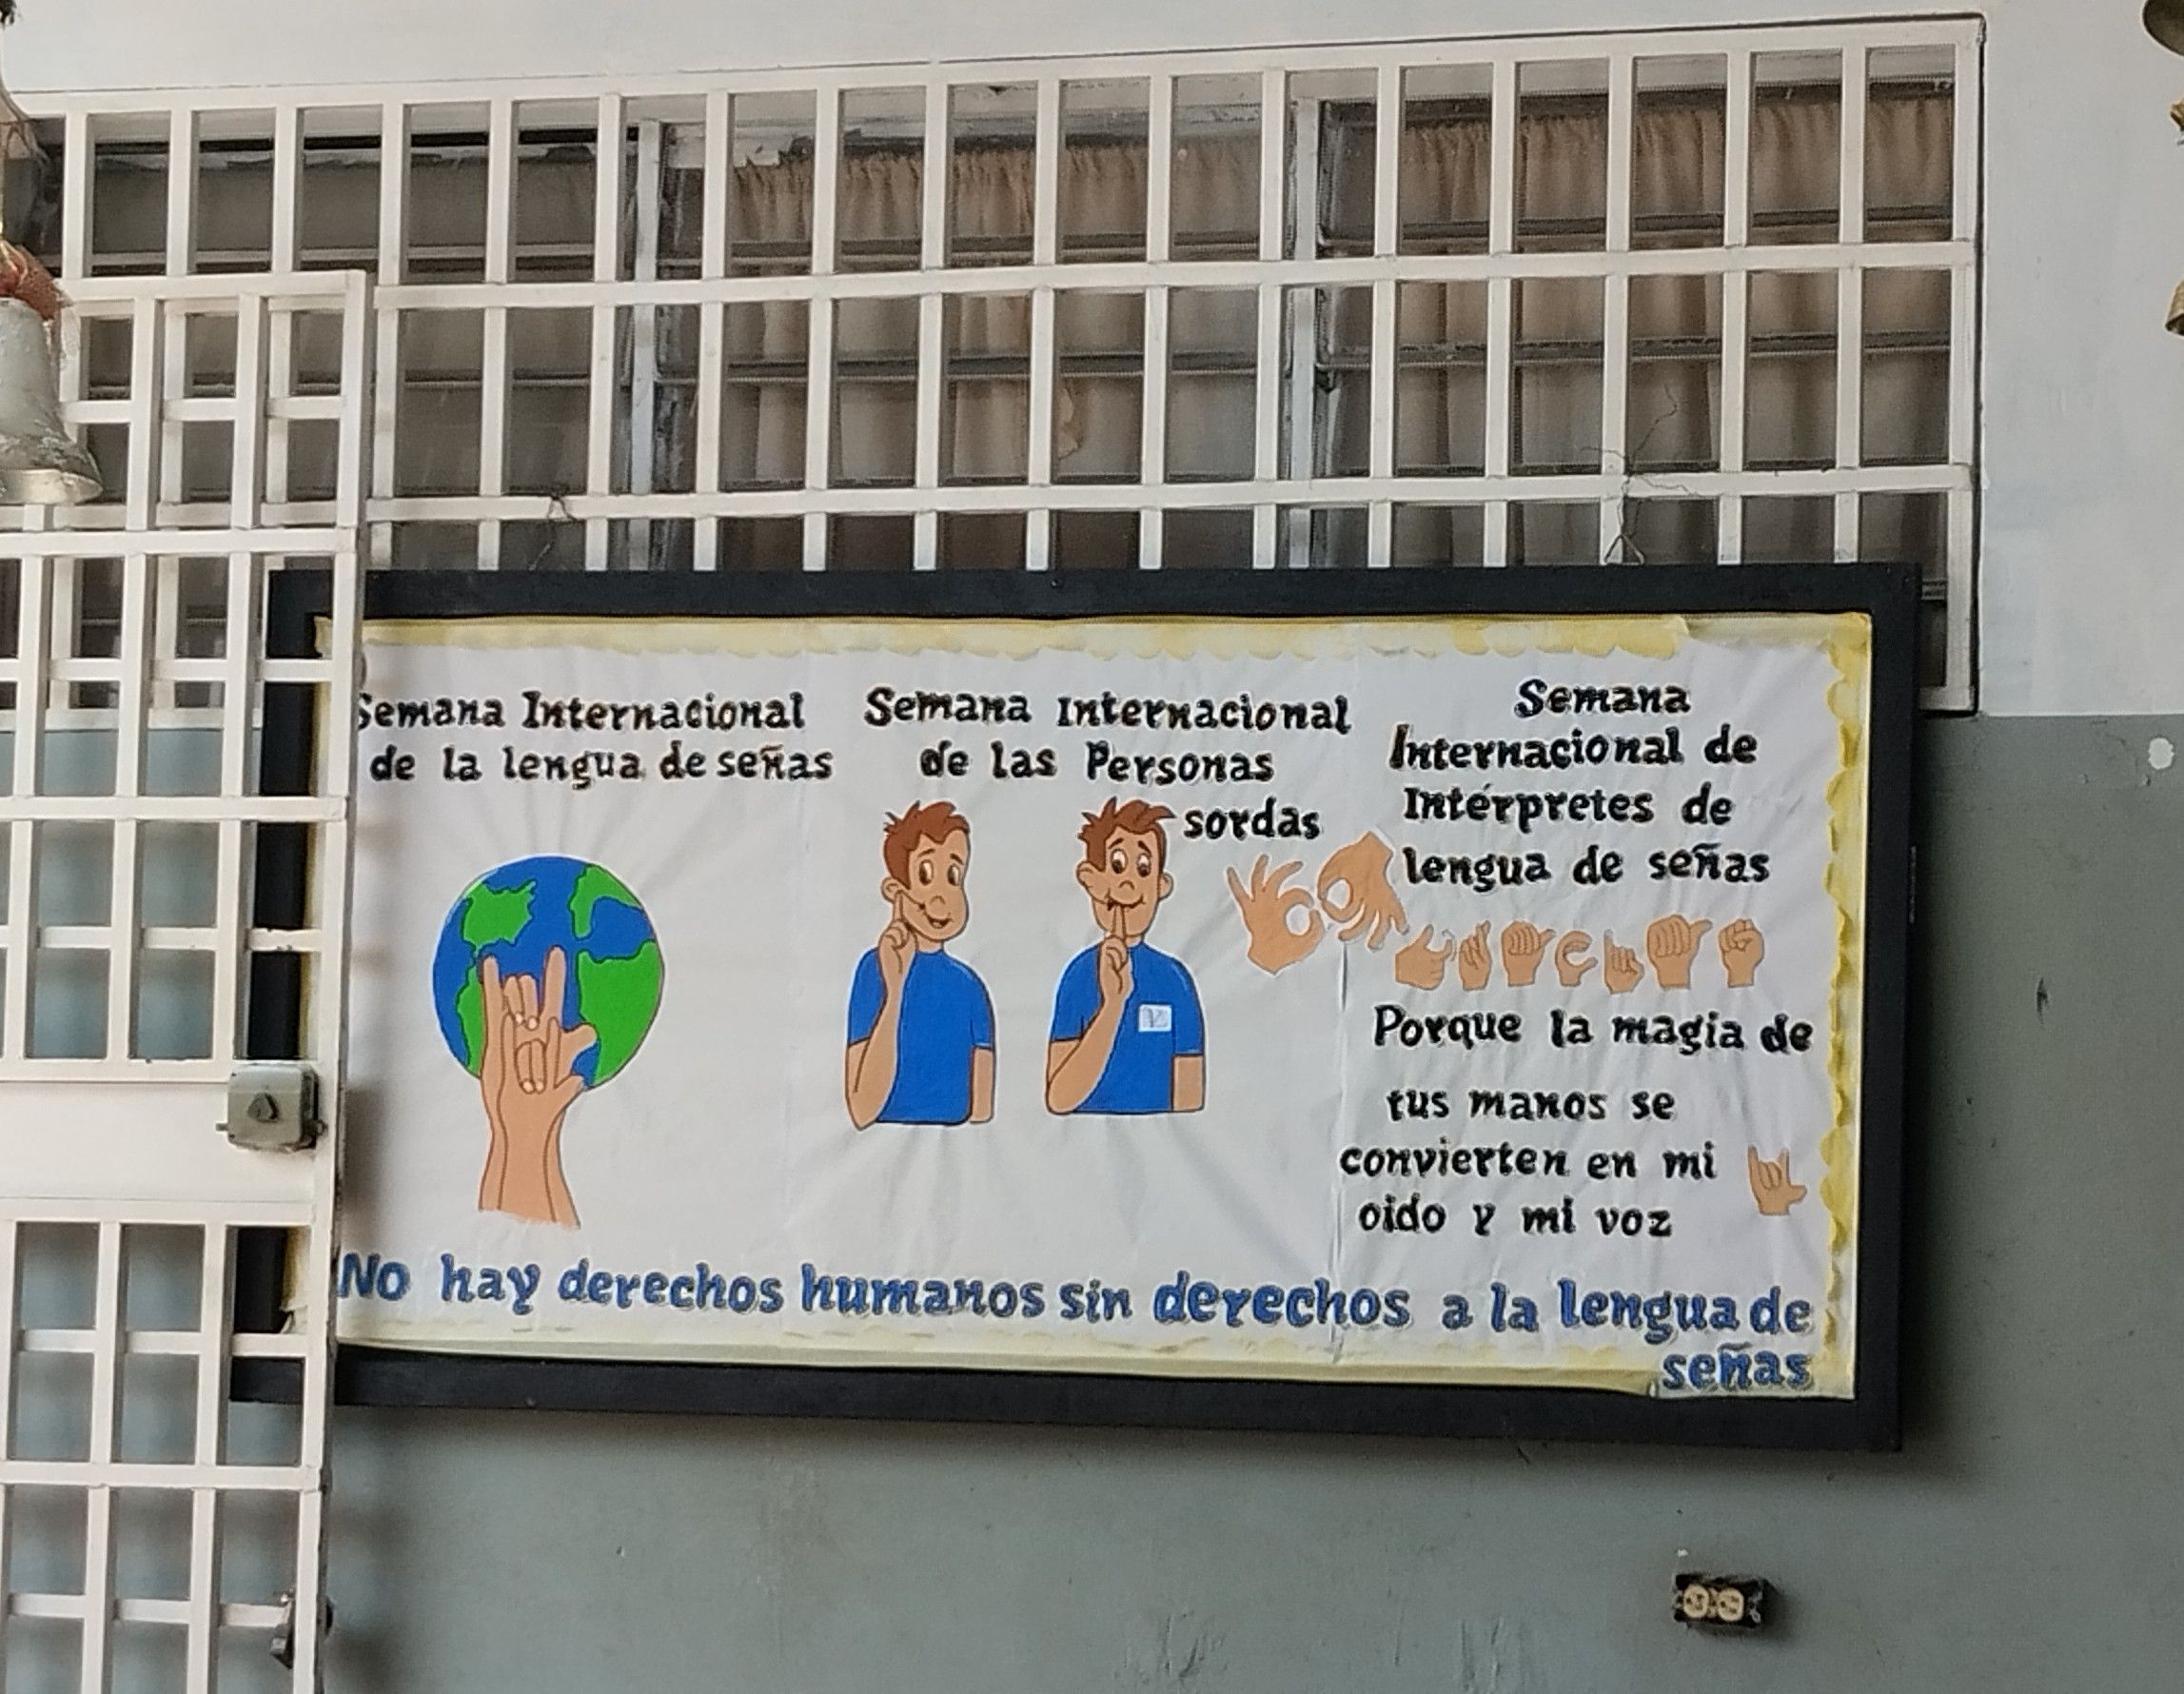 Semana Internacional
de la lengua de señas
Semana Internacional
de las Personas
sordas
Semana
Internacional de
Intérpretes de
lengua de señas
Porque la magia de
tus manos se
convierten en mi
oido y mi voz
No hay derechos humanos sin derechos a la lengua de
señas